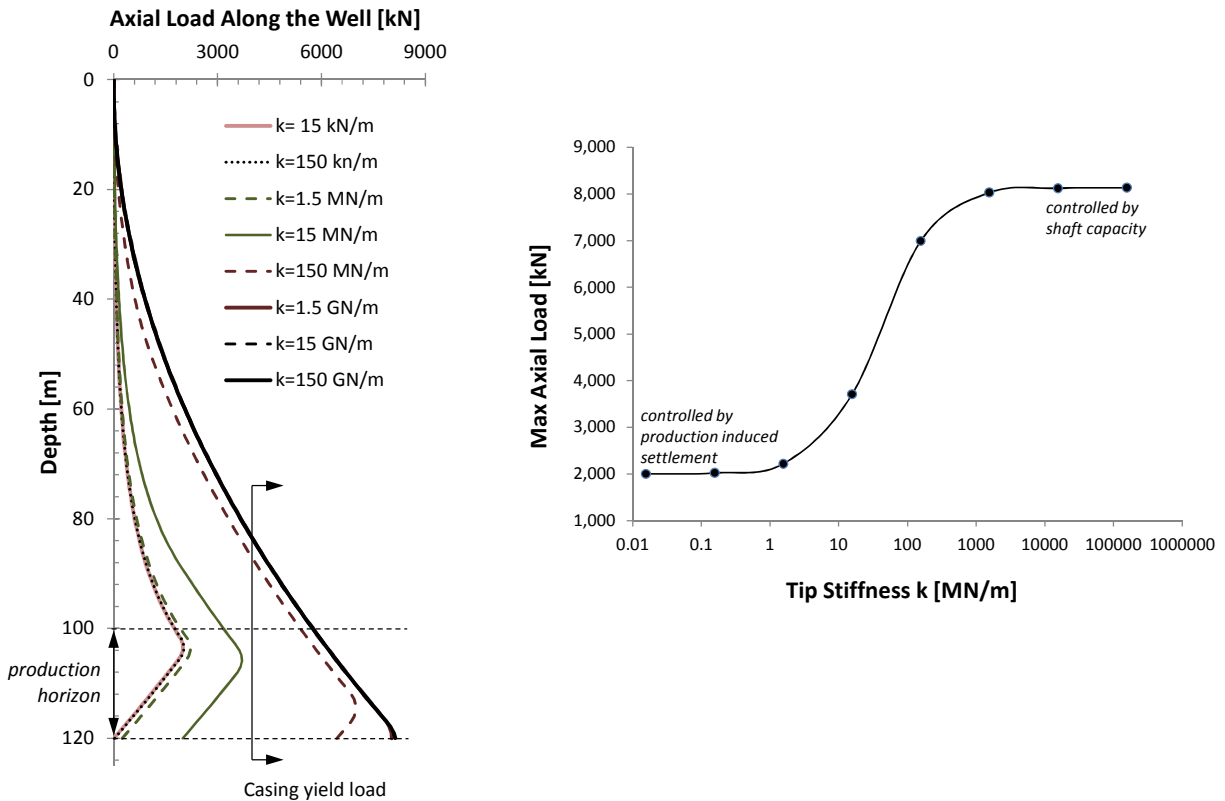 Axial Load Along the Well [kN]
0 3000 6000 9000
0
20
40
60
80
100
120
Depth [m]
k= 15 kN/m
k=150 kn/m
k=1.5 MN/m
k=15 MN/m
k=150 MN/m
k=1.5 GN/m
k=15 GN/m
k=150 GN/m
production
horizon
Casing yield load
9,000
8,000
7,000
6,000
5,000
4,000
3,000
2,000
1,000
Max Axial Load [kN]
controlled by
shaft capacity
controlled by
production induced
settlement
0.01 0.1 1 10 100 1000 10000 100000 1000000
Tip Stiffness k [MN/m]